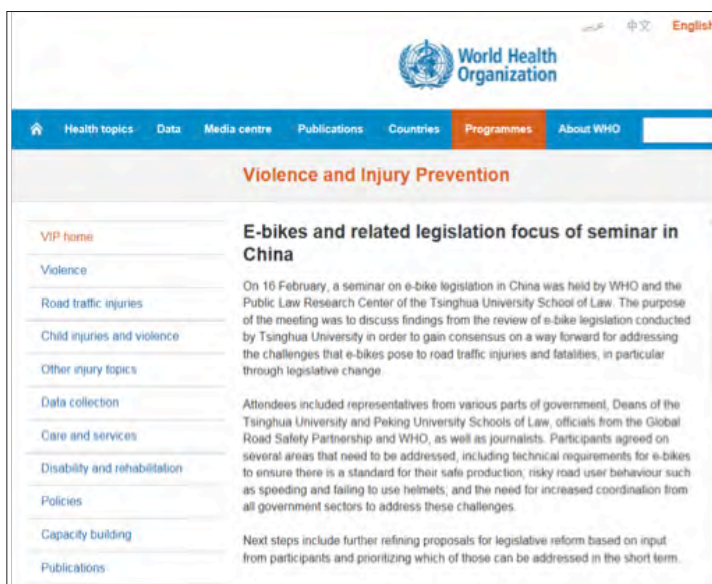 عربي 中文 English
World Health
Organization
Health topics Data Media centre Publications Countries Programmes About WHO
Violence and Injury Prevention
VIP home
Violence
Road traffic injuries
Child injuries and violence
Other injury topics
Data collection
Care and services
Disability and rehabilitation
Policies
Capacity building
Publications
E-bikes and related legislation focus of seminar in
China
On 16 February, a seminar on e-bike legislation in China was held by WHO and the
Public Law Research Center of the Tsinghua University School of Law. The purpose
of the meeting was to discuss findings from the review of e-bike legislation conducted
by Tsinghua University in order to gain consensus on a way forward for addressing
the challenges that e-bikes pose to road traffic injuries and fatalities, in particular
through legislative change.
Attendees included representatives from various parts of government, Deans of the
Tsinghua University and Peking University Schools of Law, officials from the Global
Road Safety Partnership and WHO, as well as journalists. Participants agreed on
several areas that need to be addressed, including technical requirements for e-bikes
to ensure there is a standard for their safe production; risky road user behaviour such
as speeding and failing to use helmets; and the need for increased coordination from
all government sectors to address these challenges.
Next steps include further refining proposals for legislative reform based on input
from participants and prioritizing which of those can be addressed in the short term.